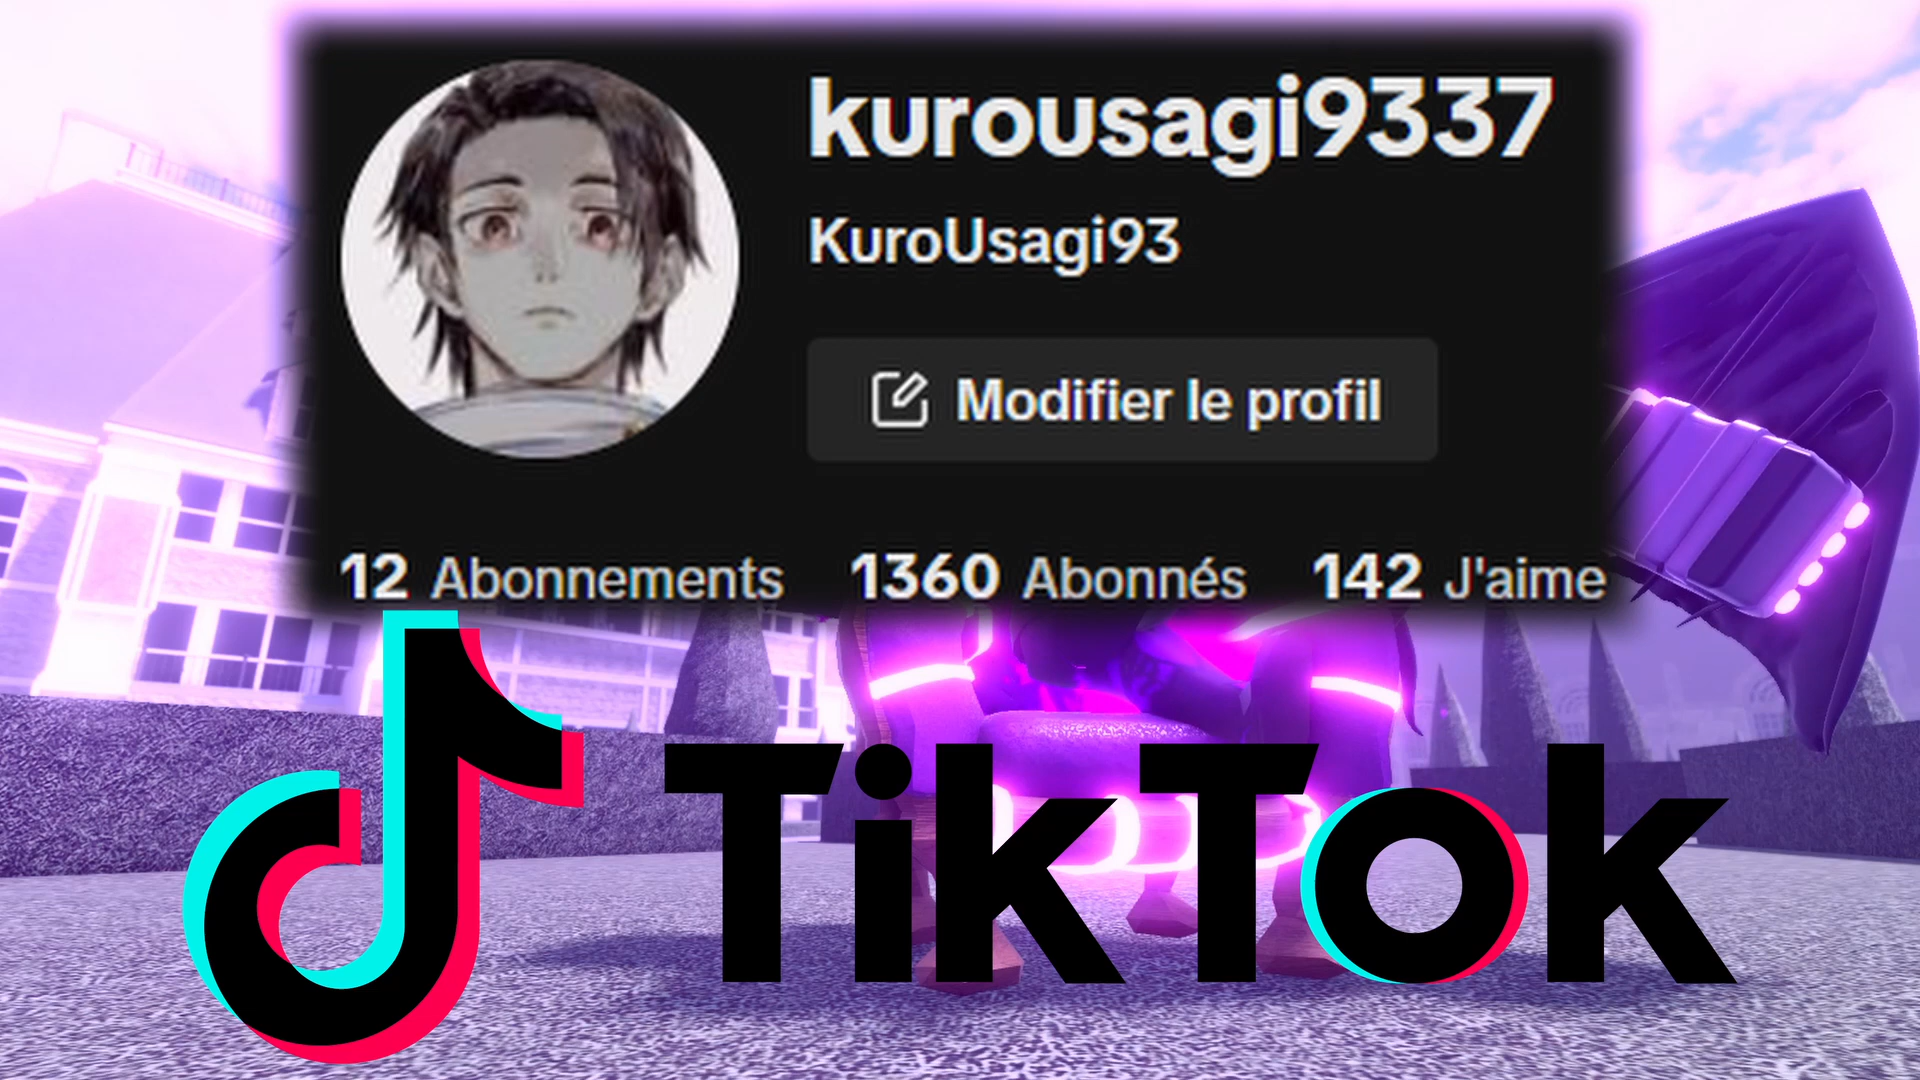 kurousagi9337
KuroUsagi93
Modifier le profil
12 Abonnements 1360 Abonnés 142 J'aime
TikTok